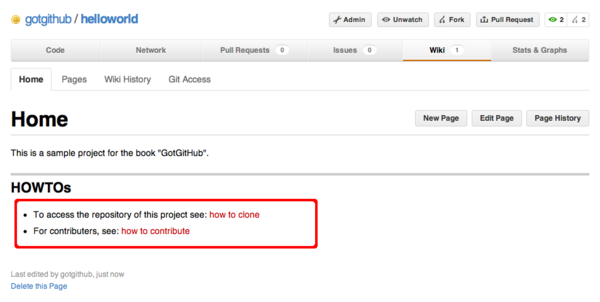 gotgithub / helloworld
Admin Unwatch Fork Pull Request 2 2
Code Network Pull Requests 0 Issues 0 Wiki 1 Stats & Graphs
Home Pages Wiki History Git Access
Home New Page Edit Page Page History
This is a sample project for the book "GotGitHub".
HOWTOs
• To access the repository of this project see: how to clone
• For contributers, see: how to contribute
Last edited by gotgithub, just now
Delete this Page